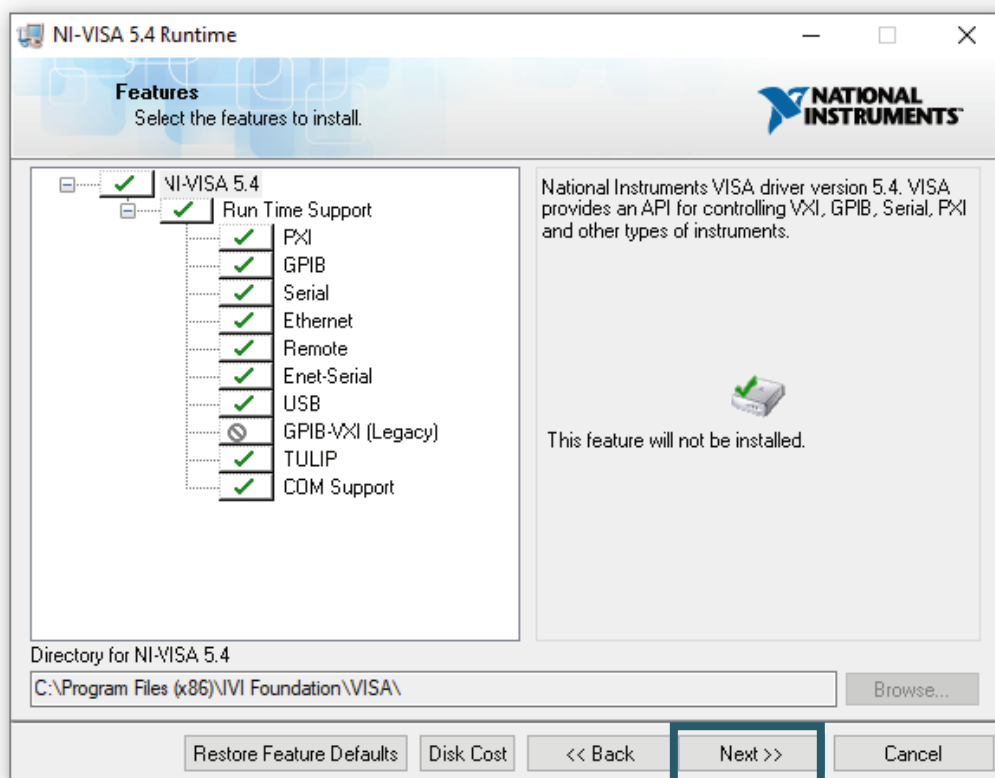 NI-VISA 5.4 Runtime
Features
Select the features to install.
NATIONAL
INSTRUMENTS™
NI-VISA 5.4
Run Time Support
PXI
GPIB
Serial
Ethernet
Remote
Enet-Serial
USB
GPIB-VXI (Legacy)
TULIP
COM Support
National Instruments VISA driver version 5.4. VISA
provides an API for controlling VXI, GPIB, Serial, PXI
and other types of instruments.
This feature will not be installed.
Directory for NI-VISA 5.4
C:\Program Files (x86)\IVI Foundation\VISA\
Browse...
Restore Feature Defaults
Disk Cost
<< Back
Next >>
Cancel